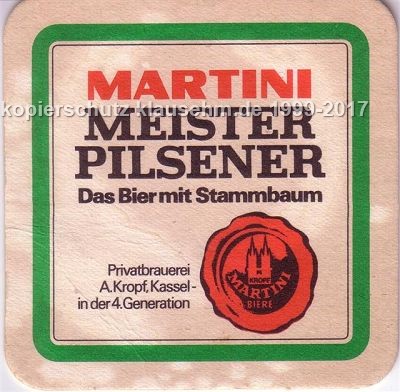 MARTINI
kopierschutz klausehm.de 1999-2017
MEISTER
PILSENER
Das Bier mit Stammbaum
Privatbrauerei
A.Kropf, Kassel-
in der 4. Generation
KROPF
MARTINI
BIERE